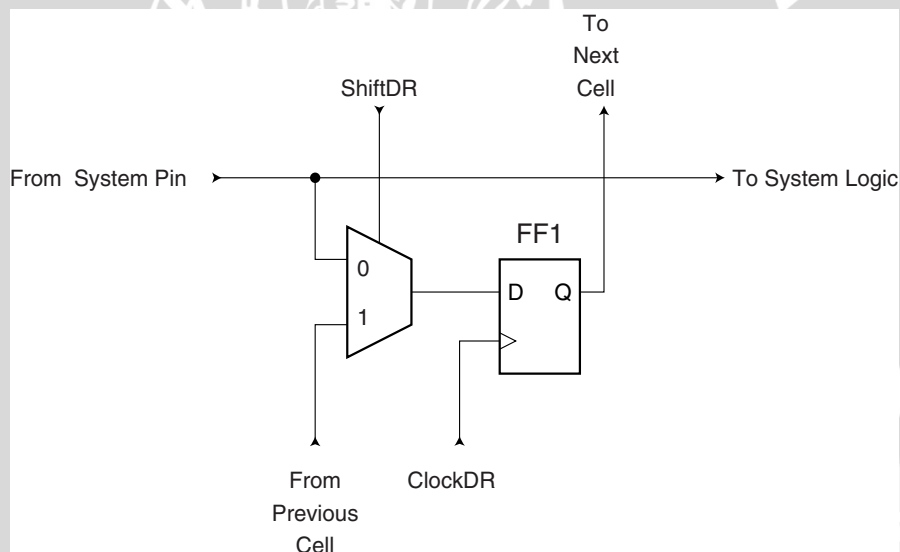 To
Next
Cell
ShiftDR
From System Pin
To System Logic
FF1
0
D Q
1
From
Previous
Cell
ClockDR